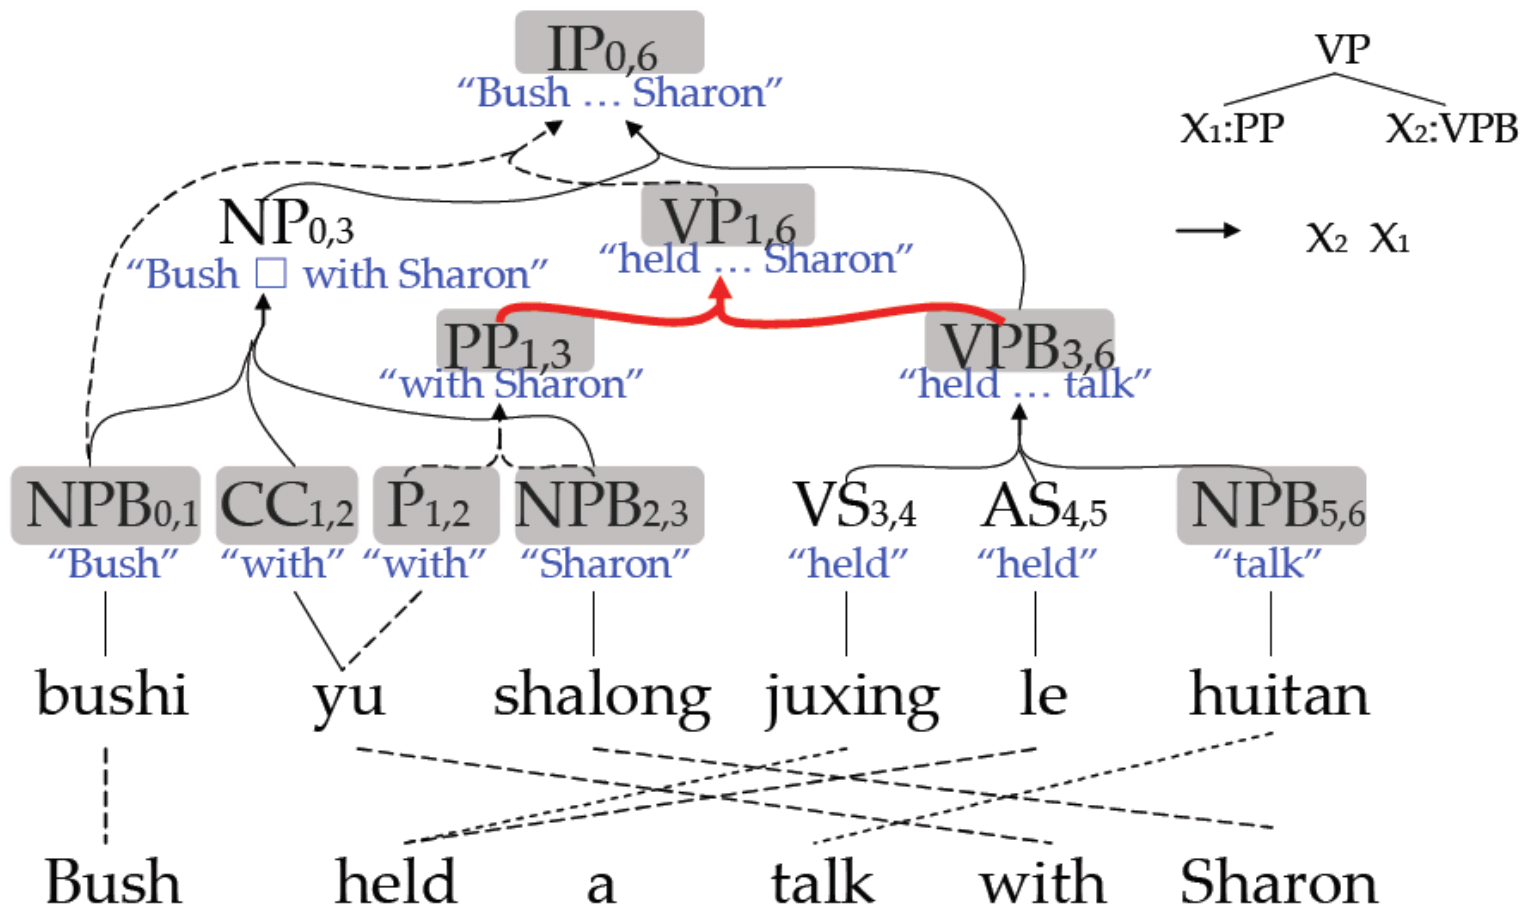 IP0,6
“Bush … Sharon”
VP
X1:PP X2:VPB
NP0,3
“Bush □ with Sharon”
VP1,6
“held … Sharon”
X2 X1
PP1,3
“with Sharon”
VPB3,6
“held … talk”
NPB0,1 CC1,2 P1,2 NPB2,3 VS3,4 AS4,5 NPB5,6
“Bush” “with” “with” “Sharon” “held” “held” “talk”
bushi yu shalong juxing le huitan
Bush held a talk with Sharon